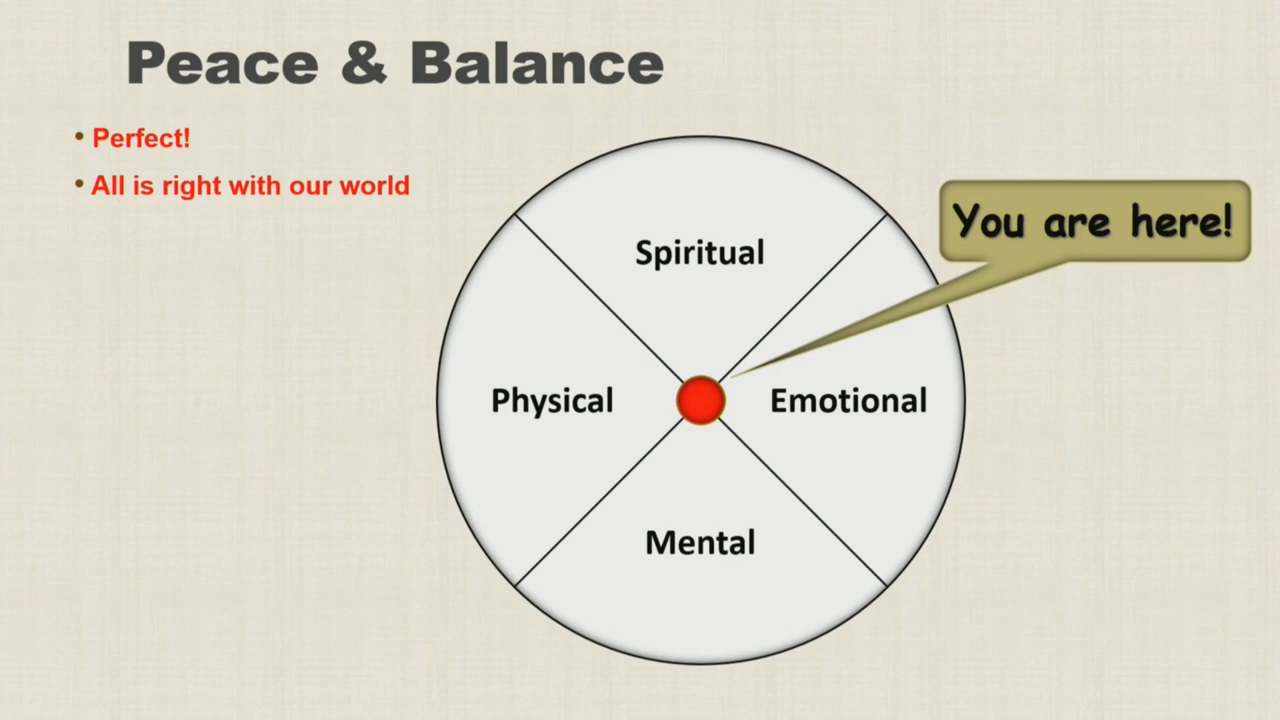 Peace & Balance
• Perfect!
• All is right with our world
You are here!
Spiritual
Physical
Emotional
Mental